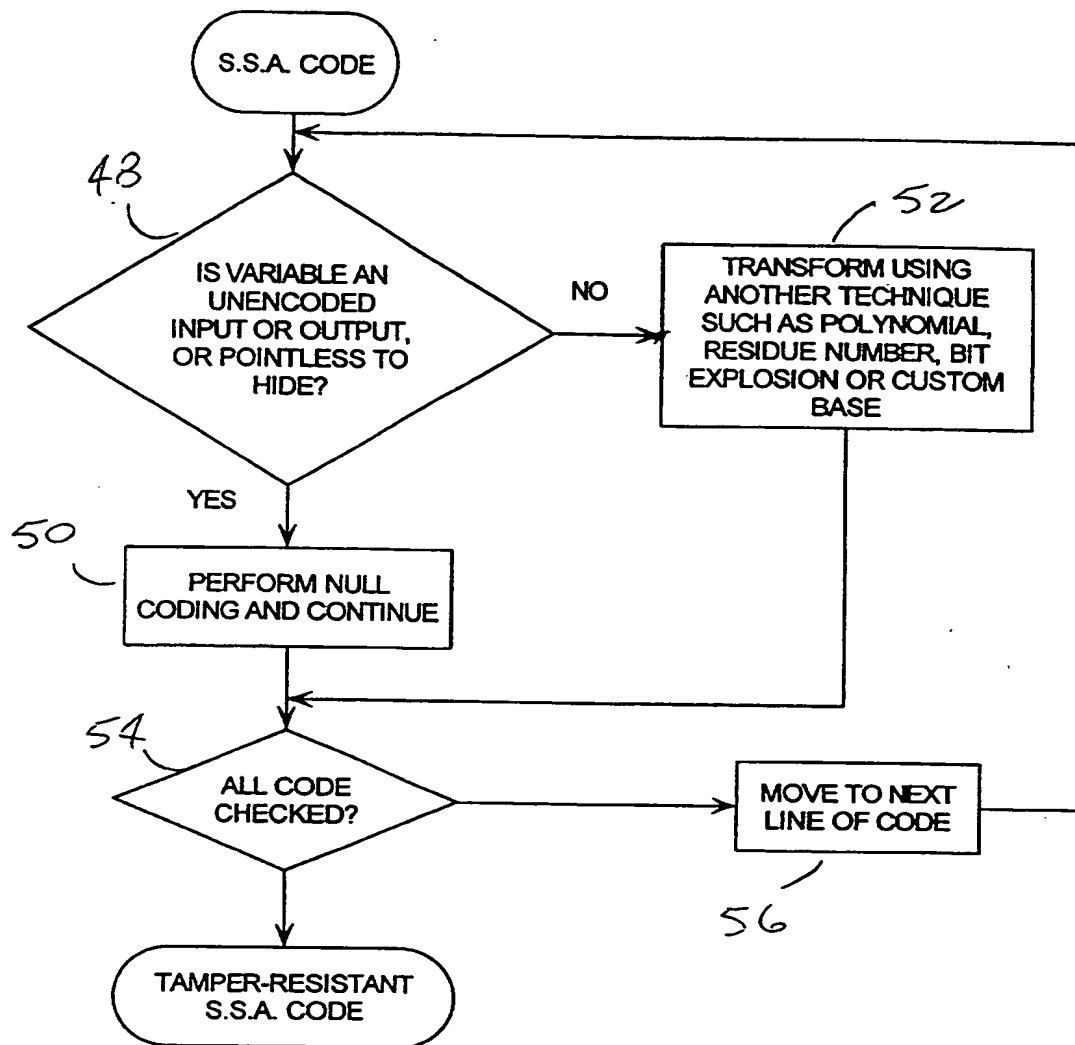 S.S.A. CODE
48
IS VARIABLE AN
UNENCODED
INPUT OR OUTPUT,
OR POINTLESS TO
HIDE?
NO
52
TRANSFORM USING
ANOTHER TECHNIQUE
SUCH AS POLYNOMIAL,
RESIDUE NUMBER, BIT
EXPLOSION OR CUSTOM
BASE
YES
50
PERFORM NULL
CODING AND CONTINUE
54
ALL CODE
CHECKED?
MOVE TO NEXT
LINE OF CODE
56
TAMPER-RESISTANT
S.S.A. CODE